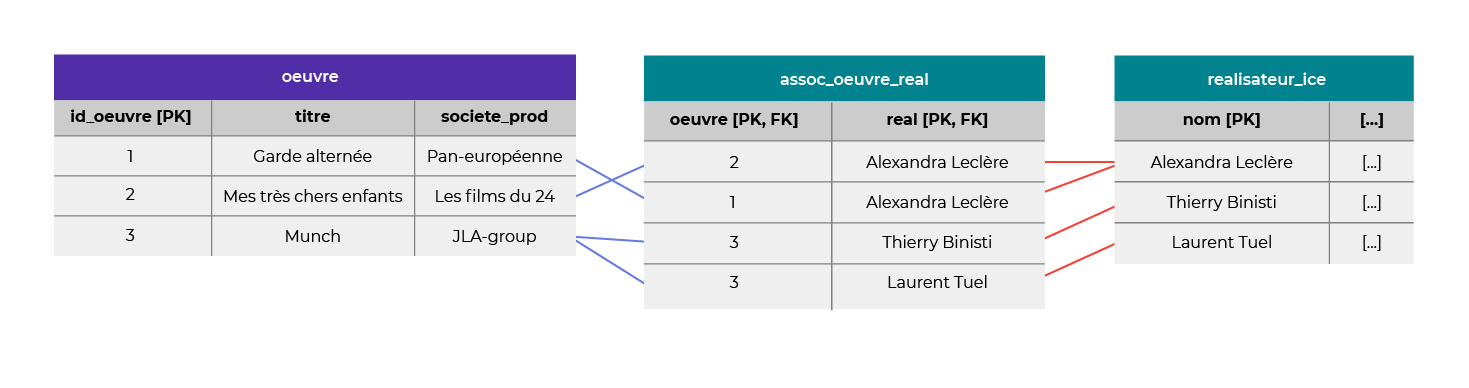 oeuvre
id_oeuvre [PK] titre societe_prod
1 Garde alternée Pan-européenne
2 Mes très chers enfants Les films du 24
3 Munch JLA-group
assoc_oeuvre_real
oeuvre [PK, FK] real [PK, FK]
2 Alexandra Leclère
1 Alexandra Leclère
3 Thierry Binisti
3 Laurent Tuel
realisateur_ice
nom [PK] [...]
Alexandra Leclère [...]
Thierry Binisti [...]
Laurent Tuel [...]